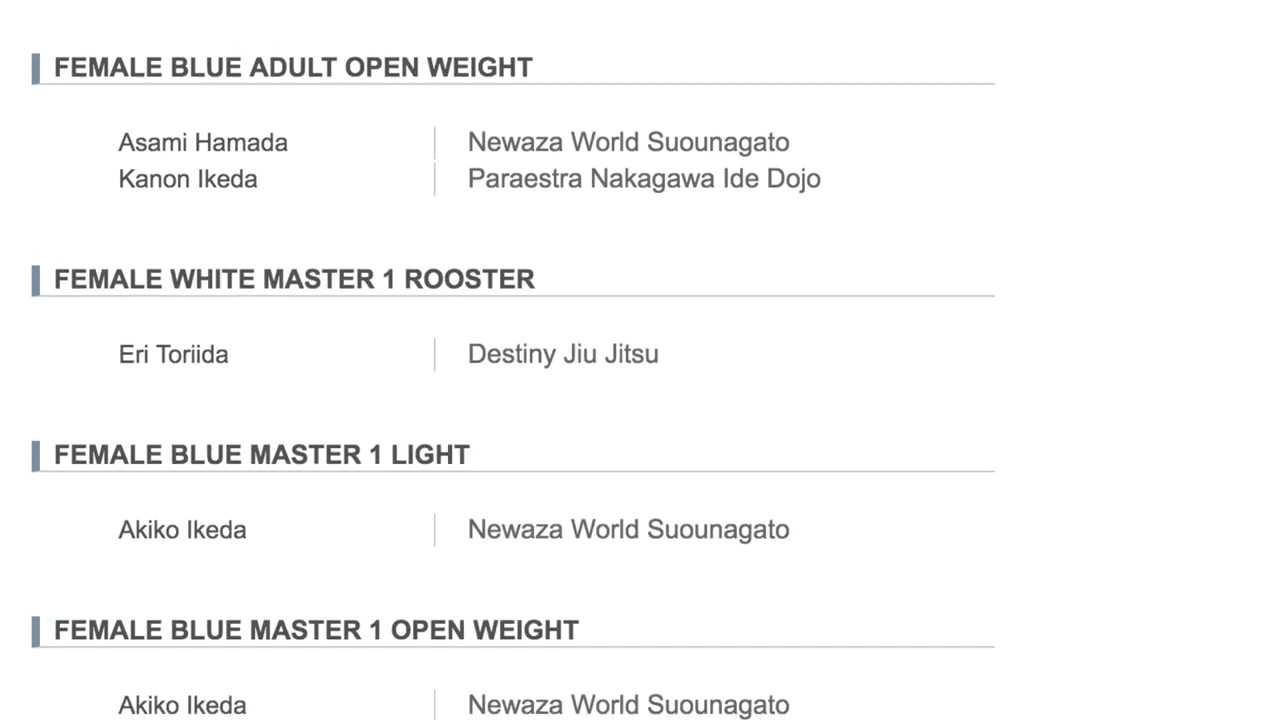 FEMALE BLUE ADULT OPEN WEIGHT
Asami Hamada Newaza World Suounagato
Kanon Ikeda Paraestra Nakagawa Ide Dojo
FEMALE WHITE MASTER 1 ROOSTER
Eri Toriida Destiny Jiu Jitsu
FEMALE BLUE MASTER 1 LIGHT
Akiko Ikeda Newaza World Suounagato
FEMALE BLUE MASTER 1 OPEN WEIGHT
Akiko Ikeda Newaza World Suounagato